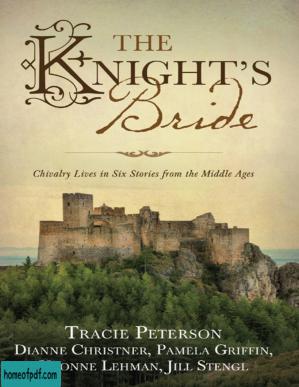 THE
KNIGHT'S
Bride
Chivalry Lives in Six Stories from the Middle Ages
TRACIE PETERSON
DIANNE CHRISTNER, PAMELA GRIFFIN,
ONNE LEHMAN, JILL STENGL
homeofpdf.com